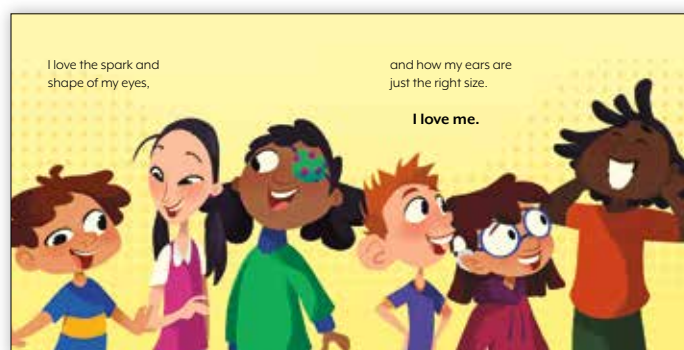 I love the spark and
shape of my eyes,
and how my ears are
just the right size.
I love me.